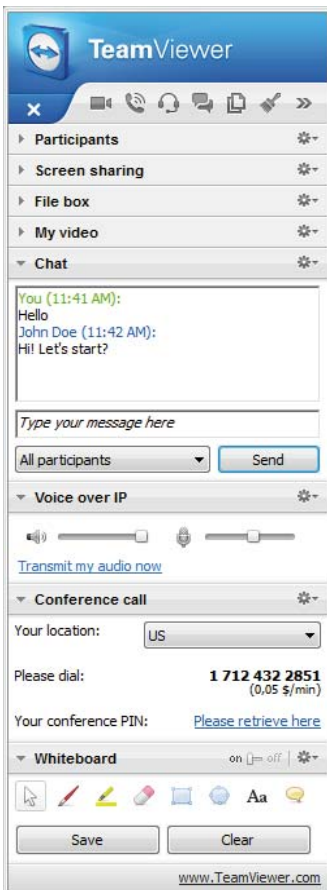 TeamViewer
Participants
Screen sharing
File box
My video
Chat
You (11:41 AM):
Hello
John Doe (11:42 AM):
Hi! Let's start?
Type your message here
All participants
Send
Voice over IP
Transmit my audio now
Conference call
Your location: US
Please dial: 1 712 432 2851
(0,05 $/min)
Your conference PIN: Please retrieve here
Whiteboard on off
Aa
Save Clear
www.TeamViewer.com